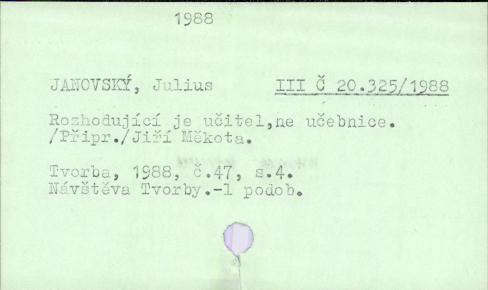 1988
JANOVSKÝ, Julius III Č 20.325/1988
Rozhodující je učitel,ne učebnice.
/Připr./Jiří Měkota.
Tvorba, 1988, č.47, s.4.
Návštěva Tvorby.-1 podob.